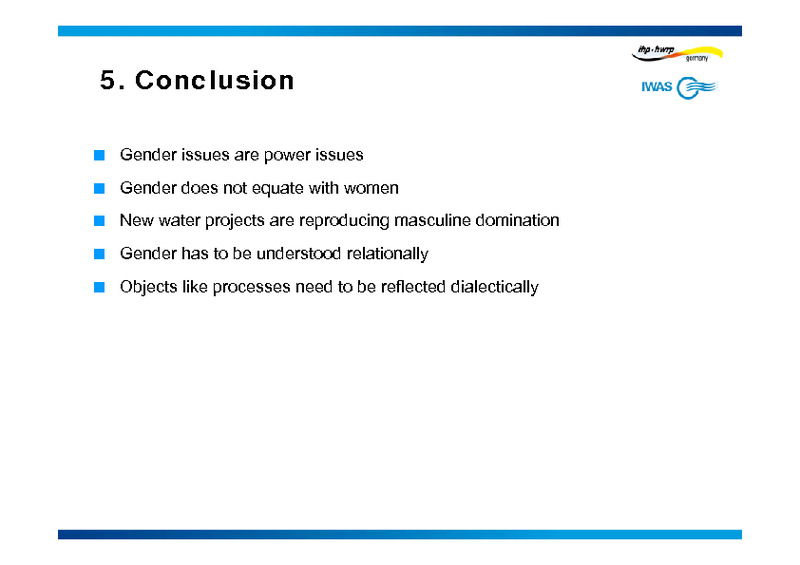 ihp·hwrp
germany
IWAS
5. Conclusion
Gender issues are power issues
Gender does not equate with women
New water projects are reproducing masculine domination
Gender has to be understood relationally
Objects like processes need to be reflected dialectically